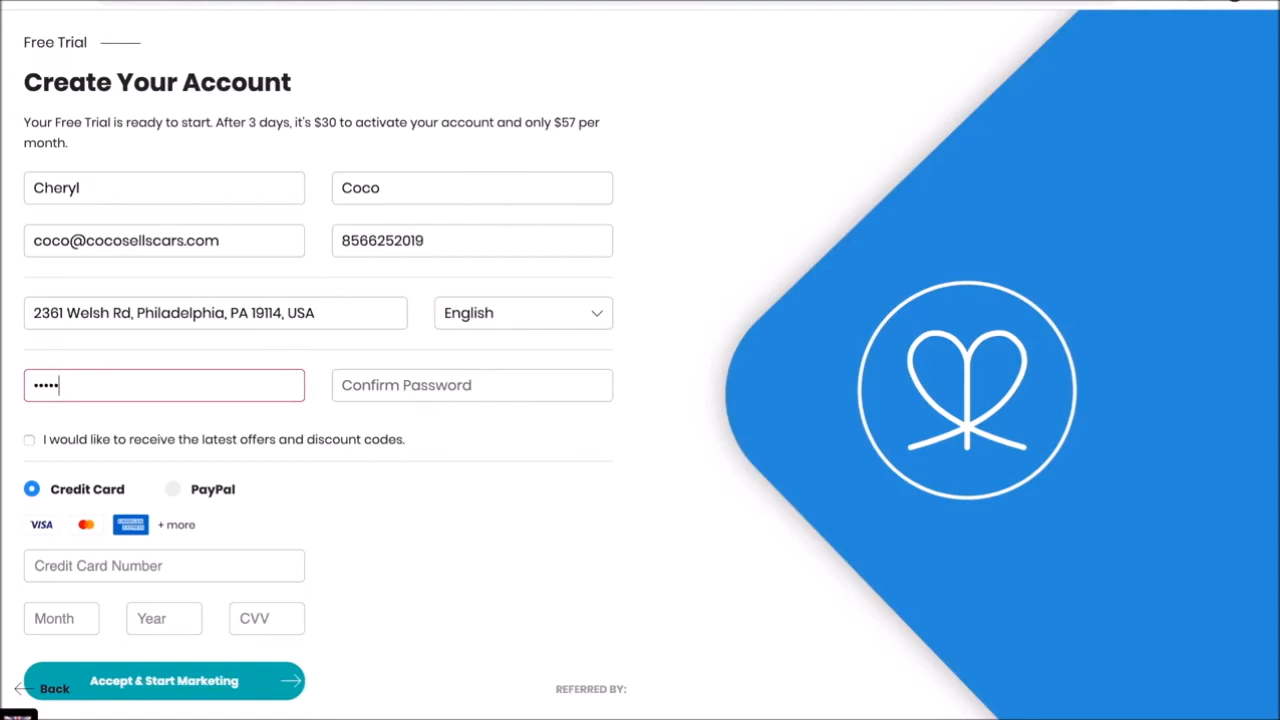 Free Trial
Create Your Account
Your Free Trial is ready to start. After 3 days, it's $30 to activate your account and only $57 per
month.
Cheryl Coco
coco@cocosellscars.com 8566252019
2361 Welsh Rd, Philadelphia, PA 19114, USA English
••••• Confirm Password
I would like to receive the latest offers and discount codes.
Credit Card PayPal
VISA AMERICAN EXPRESS + more
Credit Card Number
Month Year CVV
Accept & Start Marketing
Back REFERRED BY: